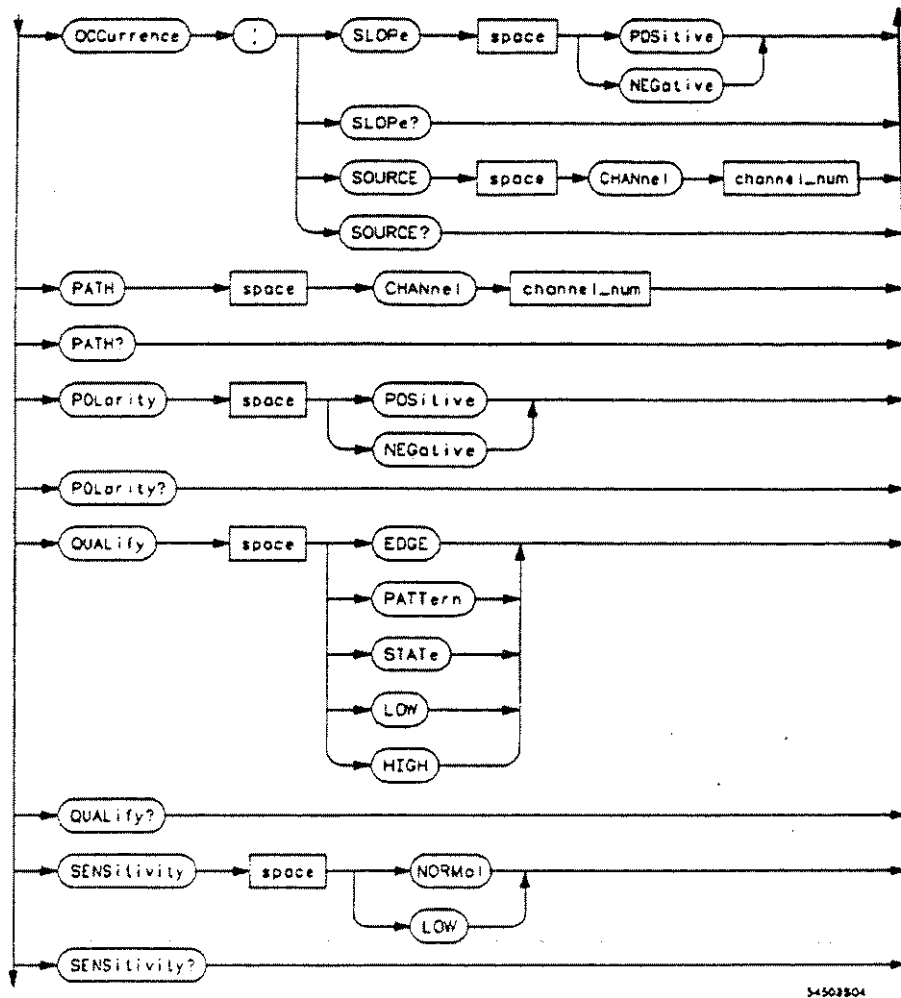 OCCurrence : SLOPe space POSitive
NEGative
SLOPe?
SOURCE space CHANnel channel_num
SOURCE?
PATH space CHANnel channel_num
PATH?
POLarity space POSitive
NEGative
POLarity?
QUALify space EDGE
PATTern
STATe
LOW
HIGH
QUALify?
SENSitivity space NORMal
LOW
SENSitivity?
54503S04